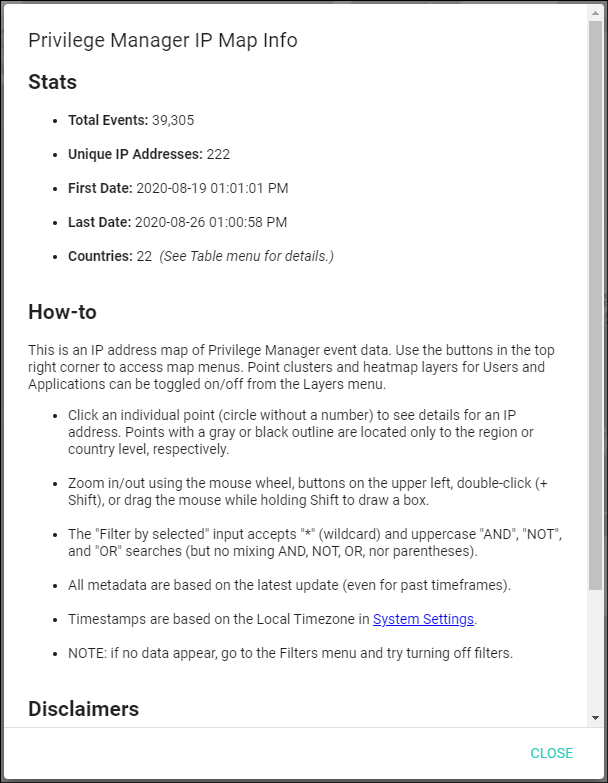 Privilege Manager IP Map Info
Stats
• Total Events: 39,305
• Unique IP Addresses: 222
• First Date: 2020-08-19 01:01:01 PM
• Last Date: 2020-08-26 01:00:58 PM
• Countries: 22 (See Table menu for details.)
How-to
This is an IP address map of Privilege Manager event data. Use the buttons in the top
right corner to access map menus. Point clusters and heatmap layers for Users and
Applications can be toggled on/off from the Layers menu.
• Click an individual point (circle without a number) to see details for an IP
address. Points with a gray or black outline are located only to the region or
country level, respectively.
• Zoom in/out using the mouse wheel, buttons on the upper left, double-click (+
Shift), or drag the mouse while holding Shift to draw a box.
• The "Filter by selected" input accepts "*" (wildcard) and uppercase "AND", "NOT",
and "OR" searches (but no mixing AND, NOT, OR, nor parentheses).
• All metadata are based on the latest update (even for past timeframes).
• Timestamps are based on the Local Timezone in System Settings.
• NOTE: if no data appear, go to the Filters menu and try turning off filters.
Disclaimers
CLOSE